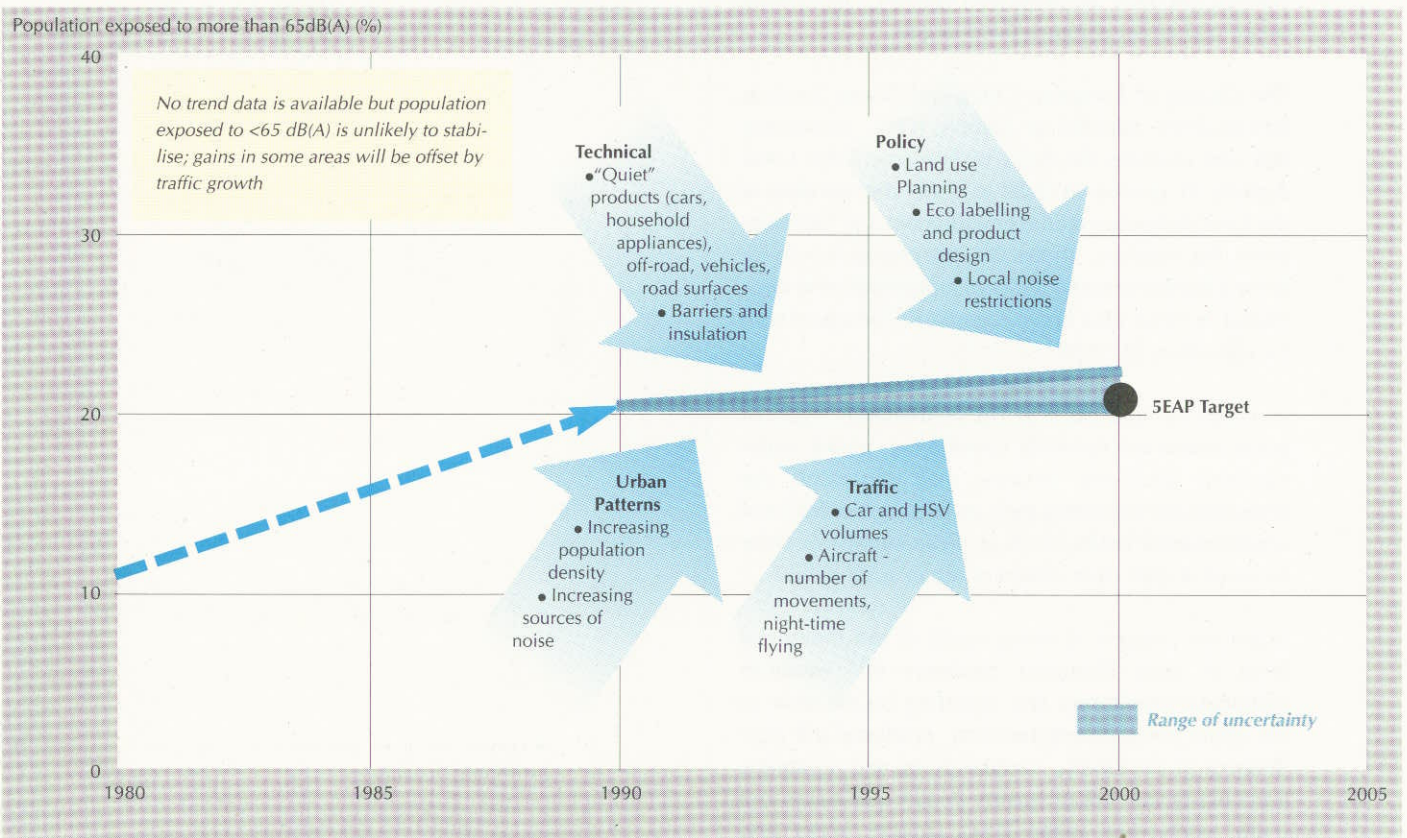 Population exposed to more than 65dB(A) (%)
40
30
20
10
0
No trend data is available but population
exposed to <65 dB(A) is unlikely to stabi-
lise; gains in some areas will be offset by
traffic growth
Technical
• "Quiet"
products (cars,
household
appliances),
off-road, vehicles,
road surfaces
• Barriers and
insulation
Policy
• Land use
Planning
• Eco labelling
and product
design
• Local noise
restrictions
5EAP Target
Urban
Patterns
• Increasing
population
density
• Increasing
sources of
noise
Traffic
• Car and HSV
volumes
• Aircraft -
number of
movements,
night-time
flying
Range of uncertainty
1980
1985
1990
1995
2000
2005